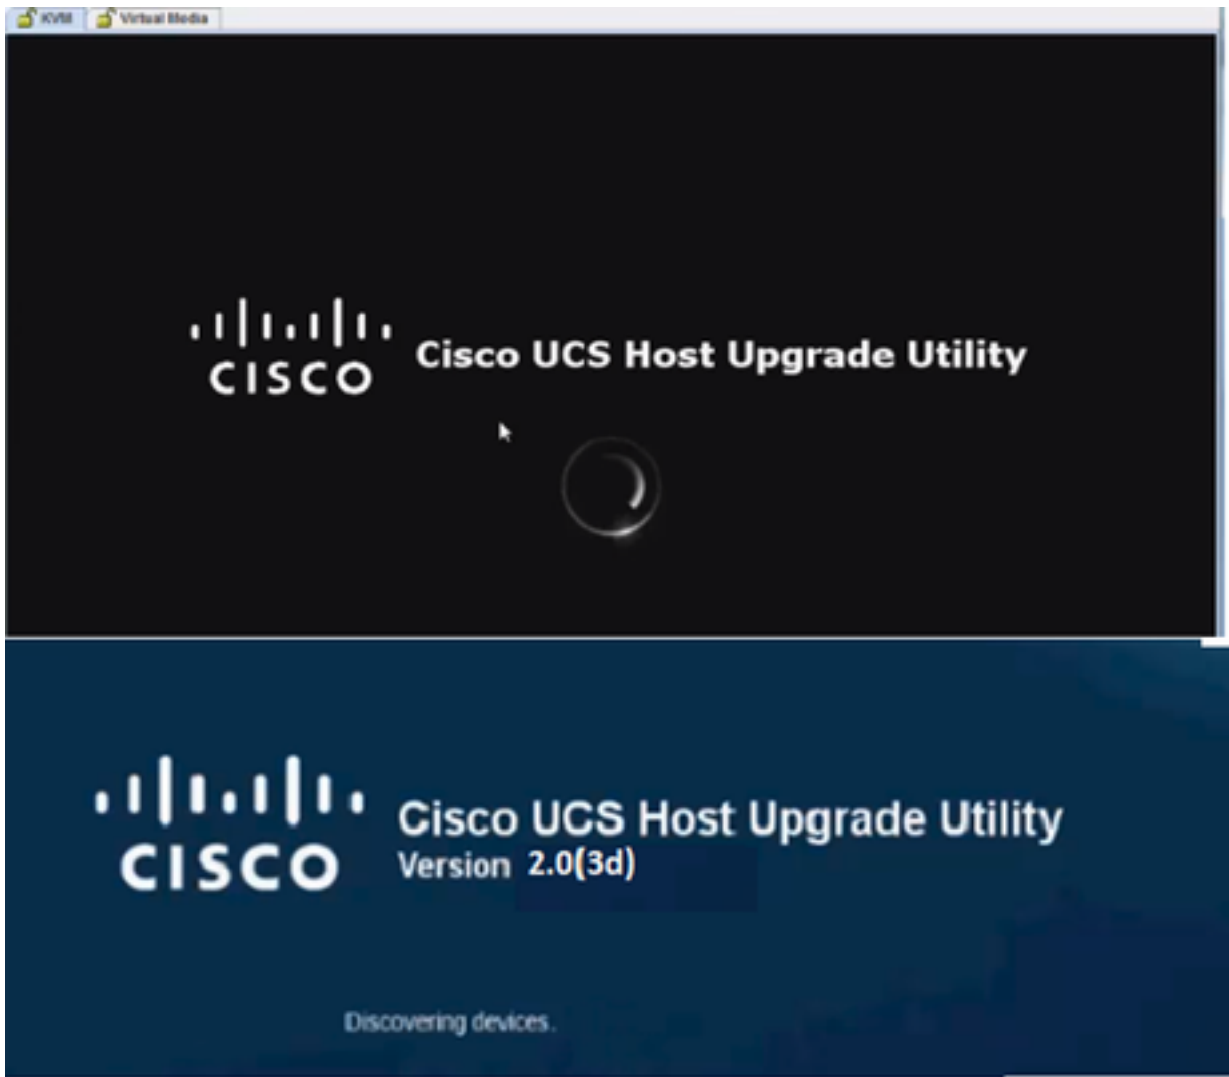 KVM Virtual Media
CISCO Cisco UCS Host Upgrade Utility
CISCO Cisco UCS Host Upgrade Utility
Version 2.0(3d)
Discovering devices.